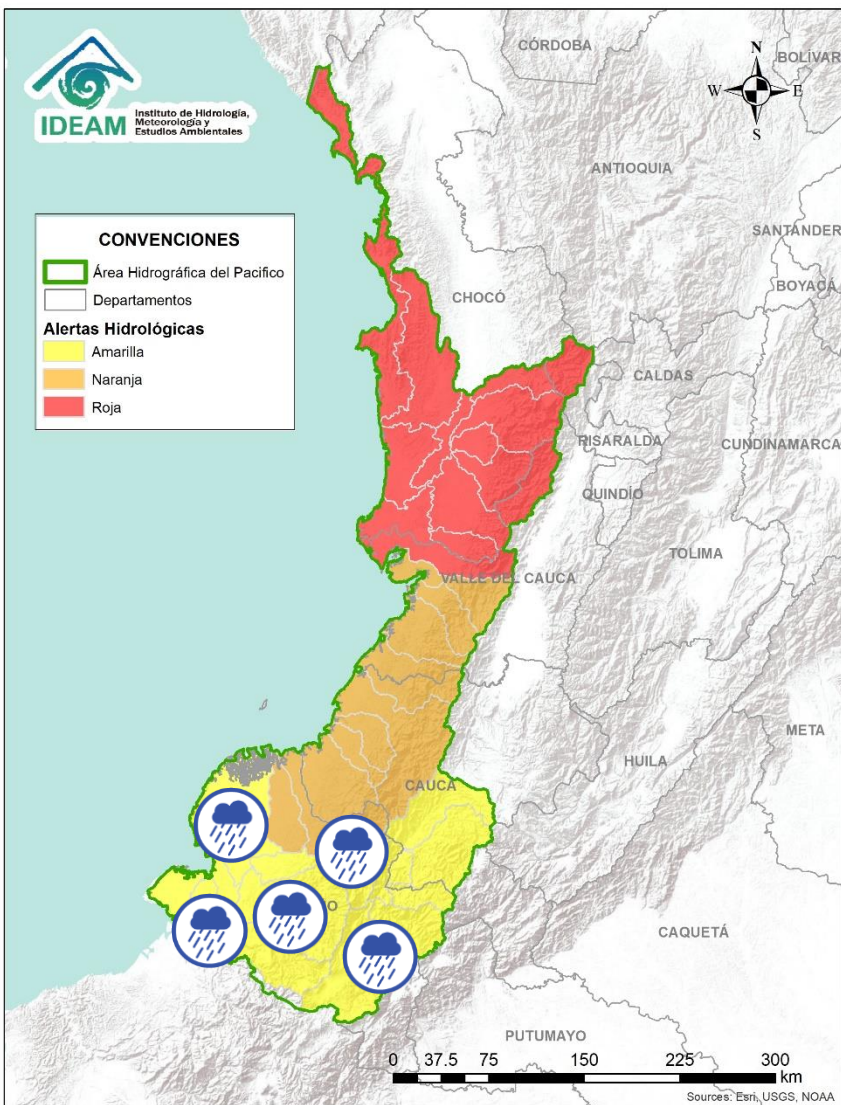 IDEAM
Instituto de Hidrología,
Meteorología y
Estudios Ambientales
CÓRDOBA
BOLÍVAR
N
W
E
S
ANTIOQUIA
SANTÁNDER
BOYACÁ
CHOCÓ
CONVENCIONES
Área Hidrográfica del Pacifico
Departamentos
Alertas Hidrológicas
Amarilla
Naranja
Roja
CALDAS
RISARALDA
CUNDINAMARCA
QUINDÍO
TOLIMA
VALLE DEL CAUCA
META
HUILA
CAUCA
CAQUETÁ
PUTUMAYO
0 37.5 75 150 225 300
km
Sources: Esri, USGS, NOAA